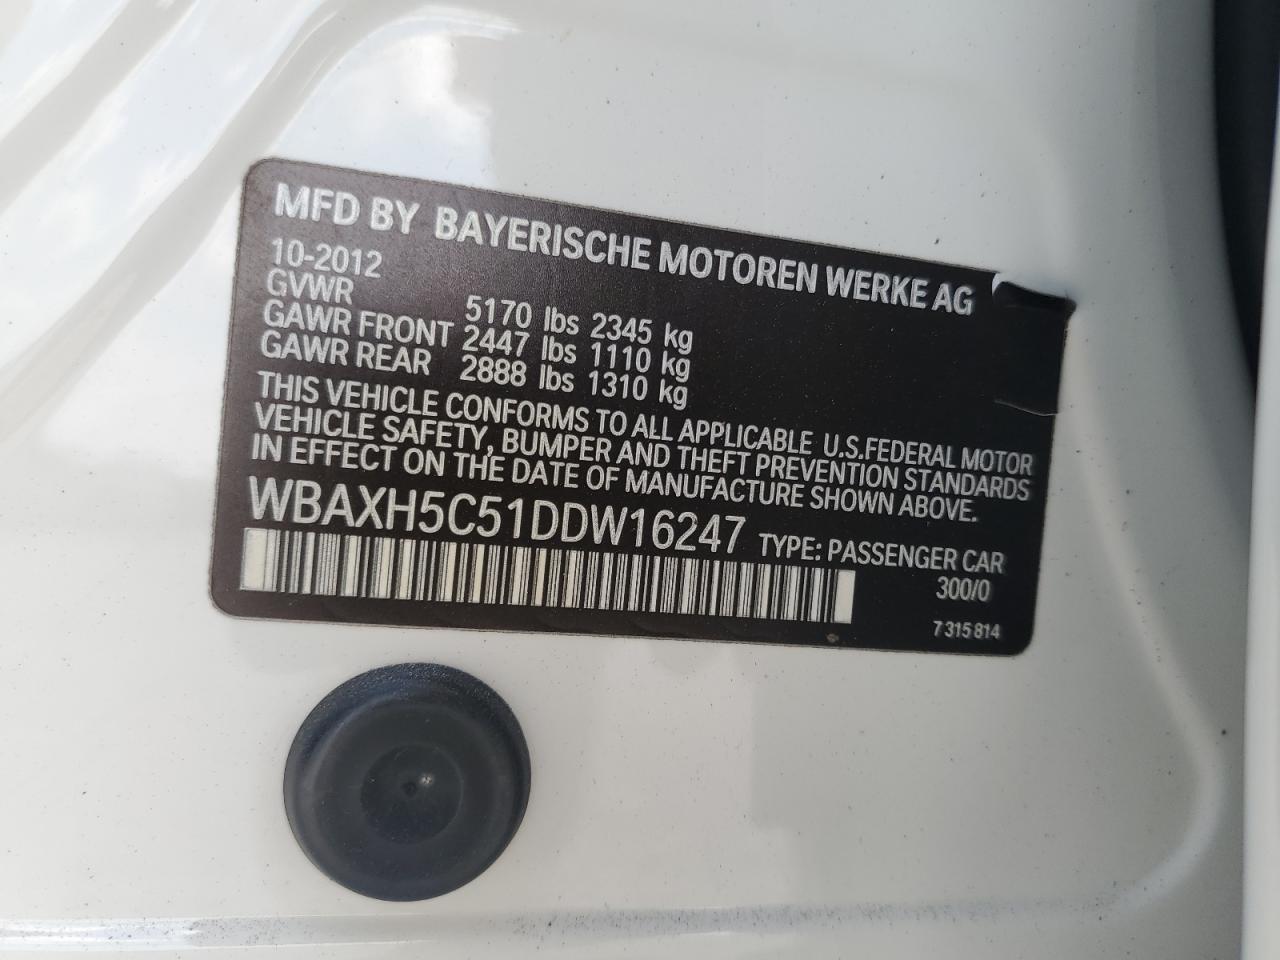 MFD BY BAYERISCHE MOTOREN WERKE AG
10-2012
GVWR 5170 lbs 2345 kg
GAWR FRONT 2447 lbs 1110 kg
GAWR REAR 2888 lbs 1310 kg
THIS VEHICLE CONFORMS TO ALL APPLICABLE U.S.FEDERAL MOTOR
VEHICLE SAFETY, BUMPER AND THEFT PREVENTION STANDARDS
IN EFFECT ON THE DATE OF MANUFACTURE SHOWN ABOVE.
WBAXH5C51DDW16247 TYPE: PASSENGER CAR
300/0
7 315 814